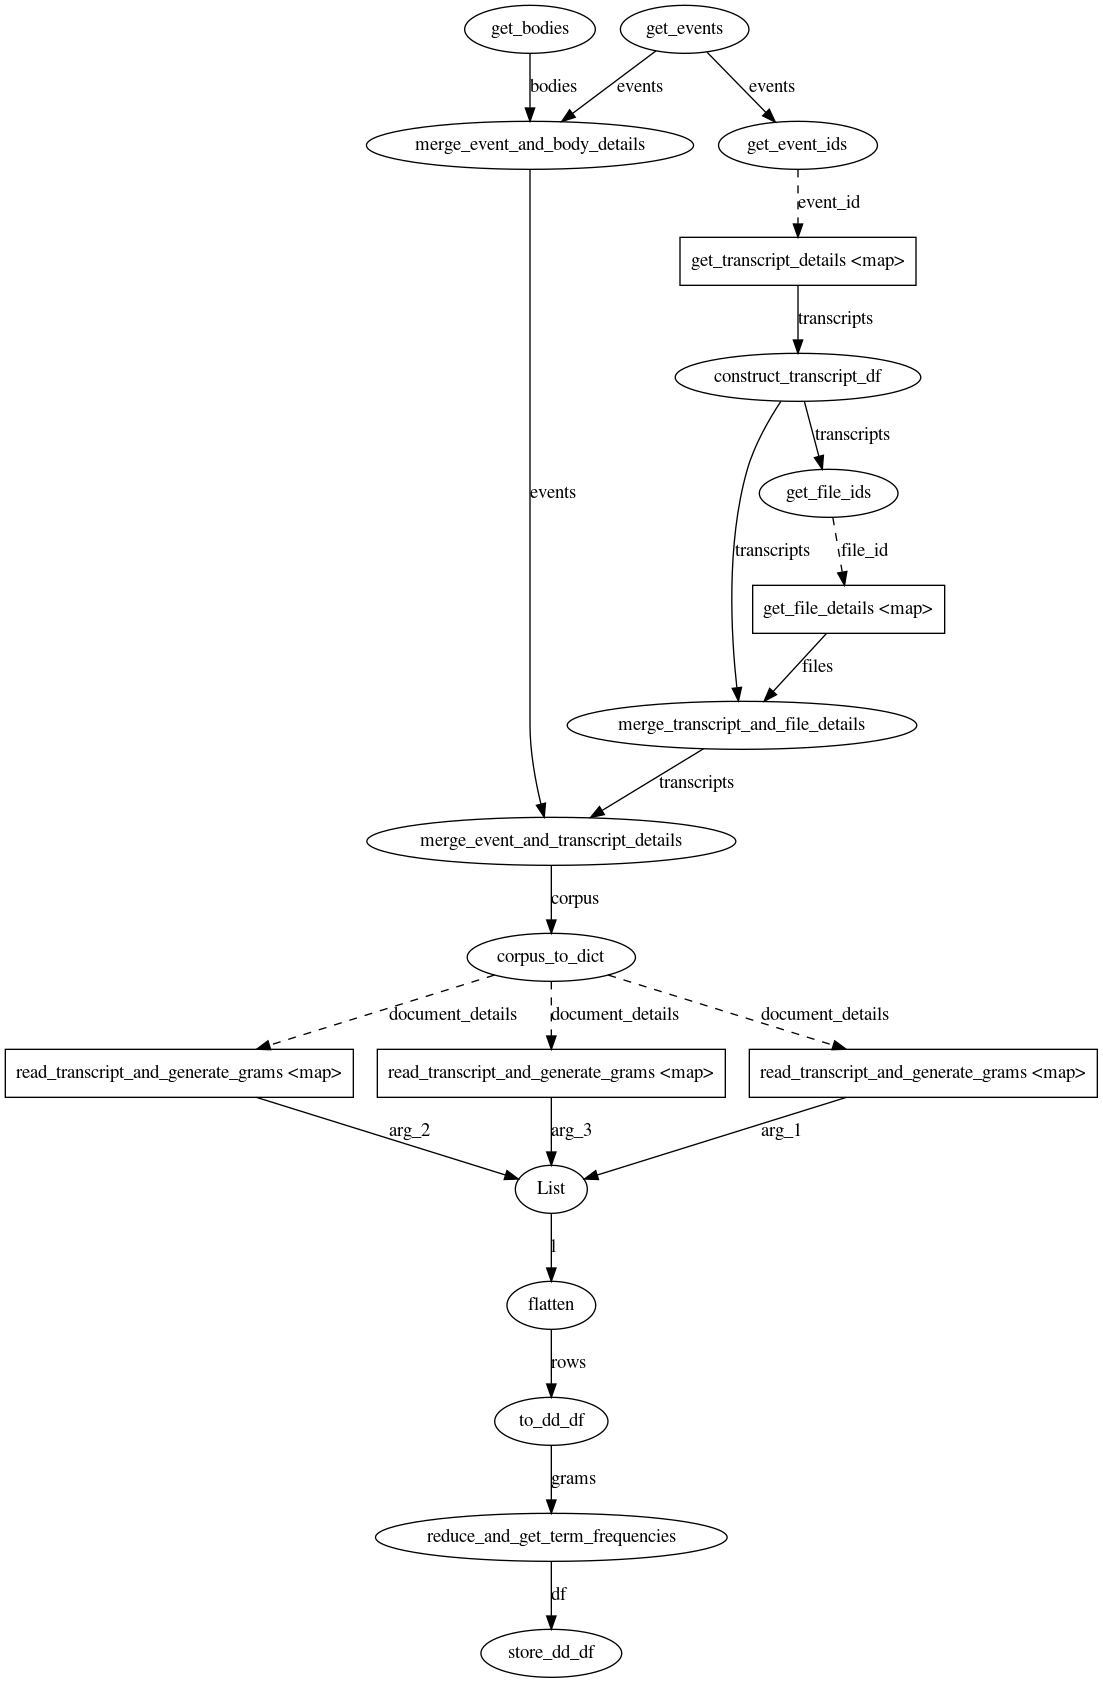 get_bodies
get_events
bodies
events
events
merge_event_and_body_details
get_event_ids
event_id
get_transcript_details <map>
transcripts
construct_transcript_df
transcripts
get_file_ids
events
transcripts
file_id
get_file_details <map>
files
merge_transcript_and_file_details
transcripts
merge_event_and_transcript_details
corpus
corpus_to_dict
document_details
document_details
document_details
read_transcript_and_generate_grams <map>
read_transcript_and_generate_grams <map>
read_transcript_and_generate_grams <map>
arg_2
arg_3
arg_1
List
l
flatten
rows
to_dd_df
grams
reduce_and_get_term_frequencies
df
store_dd_df